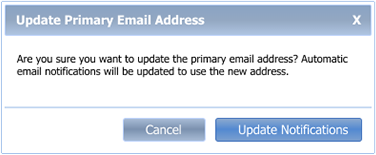 Update Primary Email Address X
Are you sure you want to update the primary email address? Automatic
email notifications will be updated to use the new address.
Cancel Update Notifications